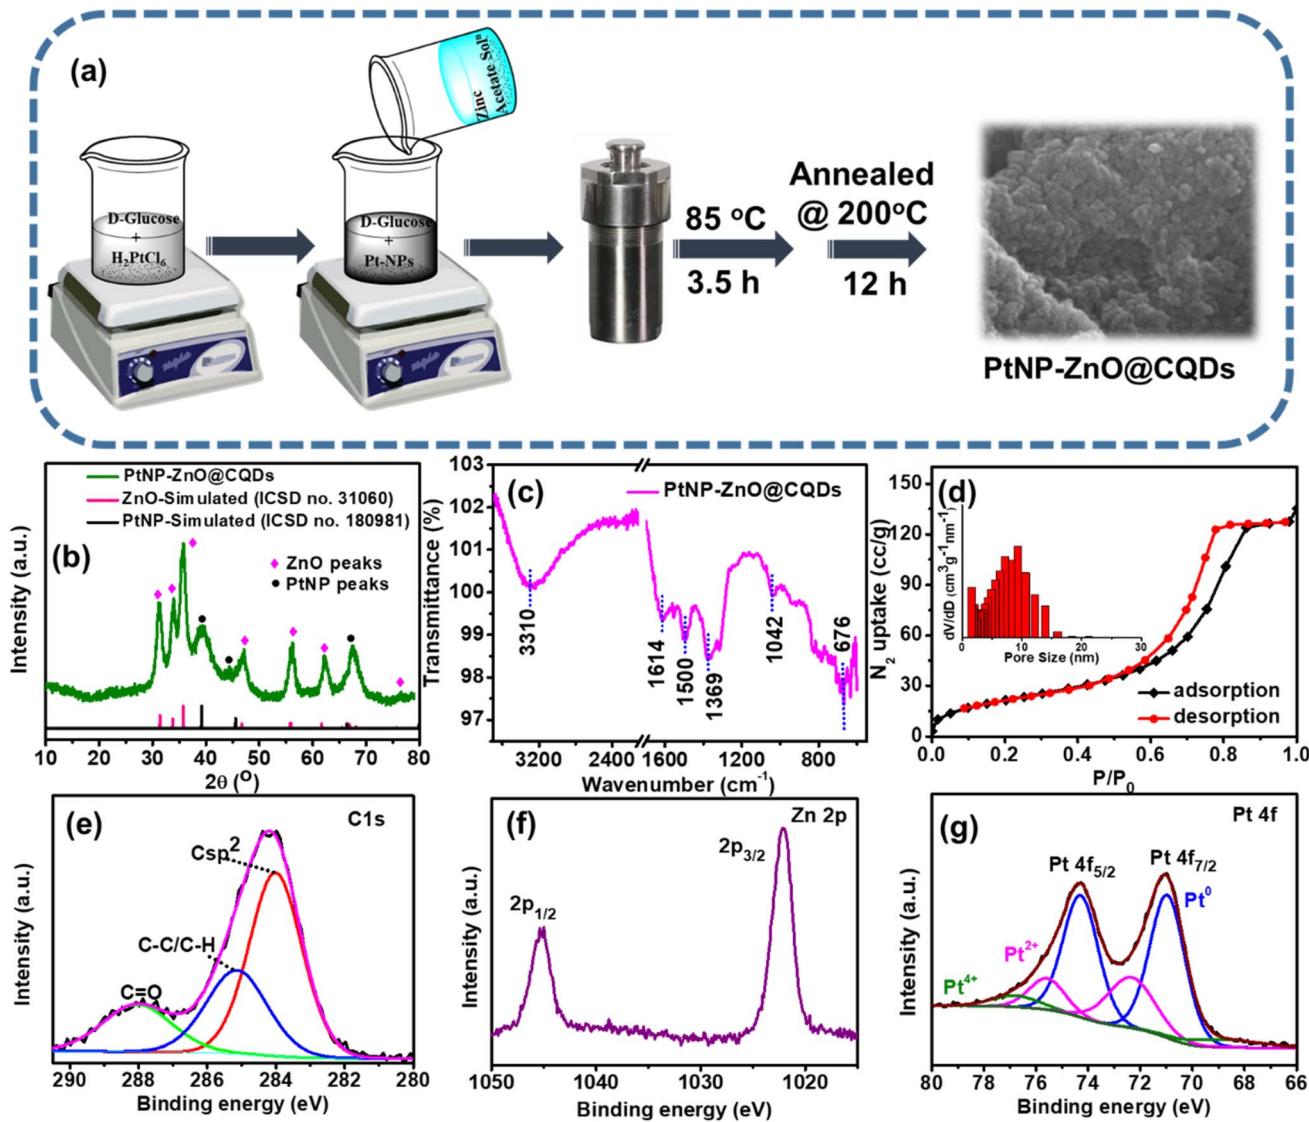 (a)
Zinc
Acetate Solⁿ
D-Glucose
+
H₂PtCl₆
D-Glucose
+
Pt-NPs
85 °C
3.5 h
Annealed
@ 200°C
12 h
PtNP-ZnO@CQDs
(b)
PtNP-ZnO@CQDs
ZnO-Simulated (ICSD no. 31060)
PtNP-Simulated (ICSD no. 180981)
ZnO peaks
PtNP peaks
Intensity (a.u.)
10 20 30 40 50 60 70 80
2θ (°)
(c)
PtNP-ZnO@CQDs
Transmittance (%)
103
102
101
100
99
98
97
3310
1614
1500
1369
1042
676
3200 2400 1600 1200 800
Wavenumber (cm⁻¹)
(d)
N₂ uptake (cc/g)
150
120
90
60
30
0
dV/dD (cm³g⁻¹nm⁻¹)
0 10 20 30
Pore Size (nm)
adsorption
desorption
0.0 0.2 0.4 0.6 0.8 1.0
P/P₀
(e)
C1s
Csp²
C-C/C-H
C=O
Intensity (a.u.)
290 288 286 284 282 280
Binding energy (eV)
(f)
Zn 2p
2p₃/₂
2p₁/₂
Intensity (a.u.)
1050 1040 1030 1020
Binding energy (eV)
(g)
Pt 4f
Pt 4f₅/₂
Pt 4f₇/₂
Pt⁰
Pt²⁺
Pt⁴⁺
Intensity (a.u.)
80 78 76 74 72 70 68 66
Binding energy (eV)